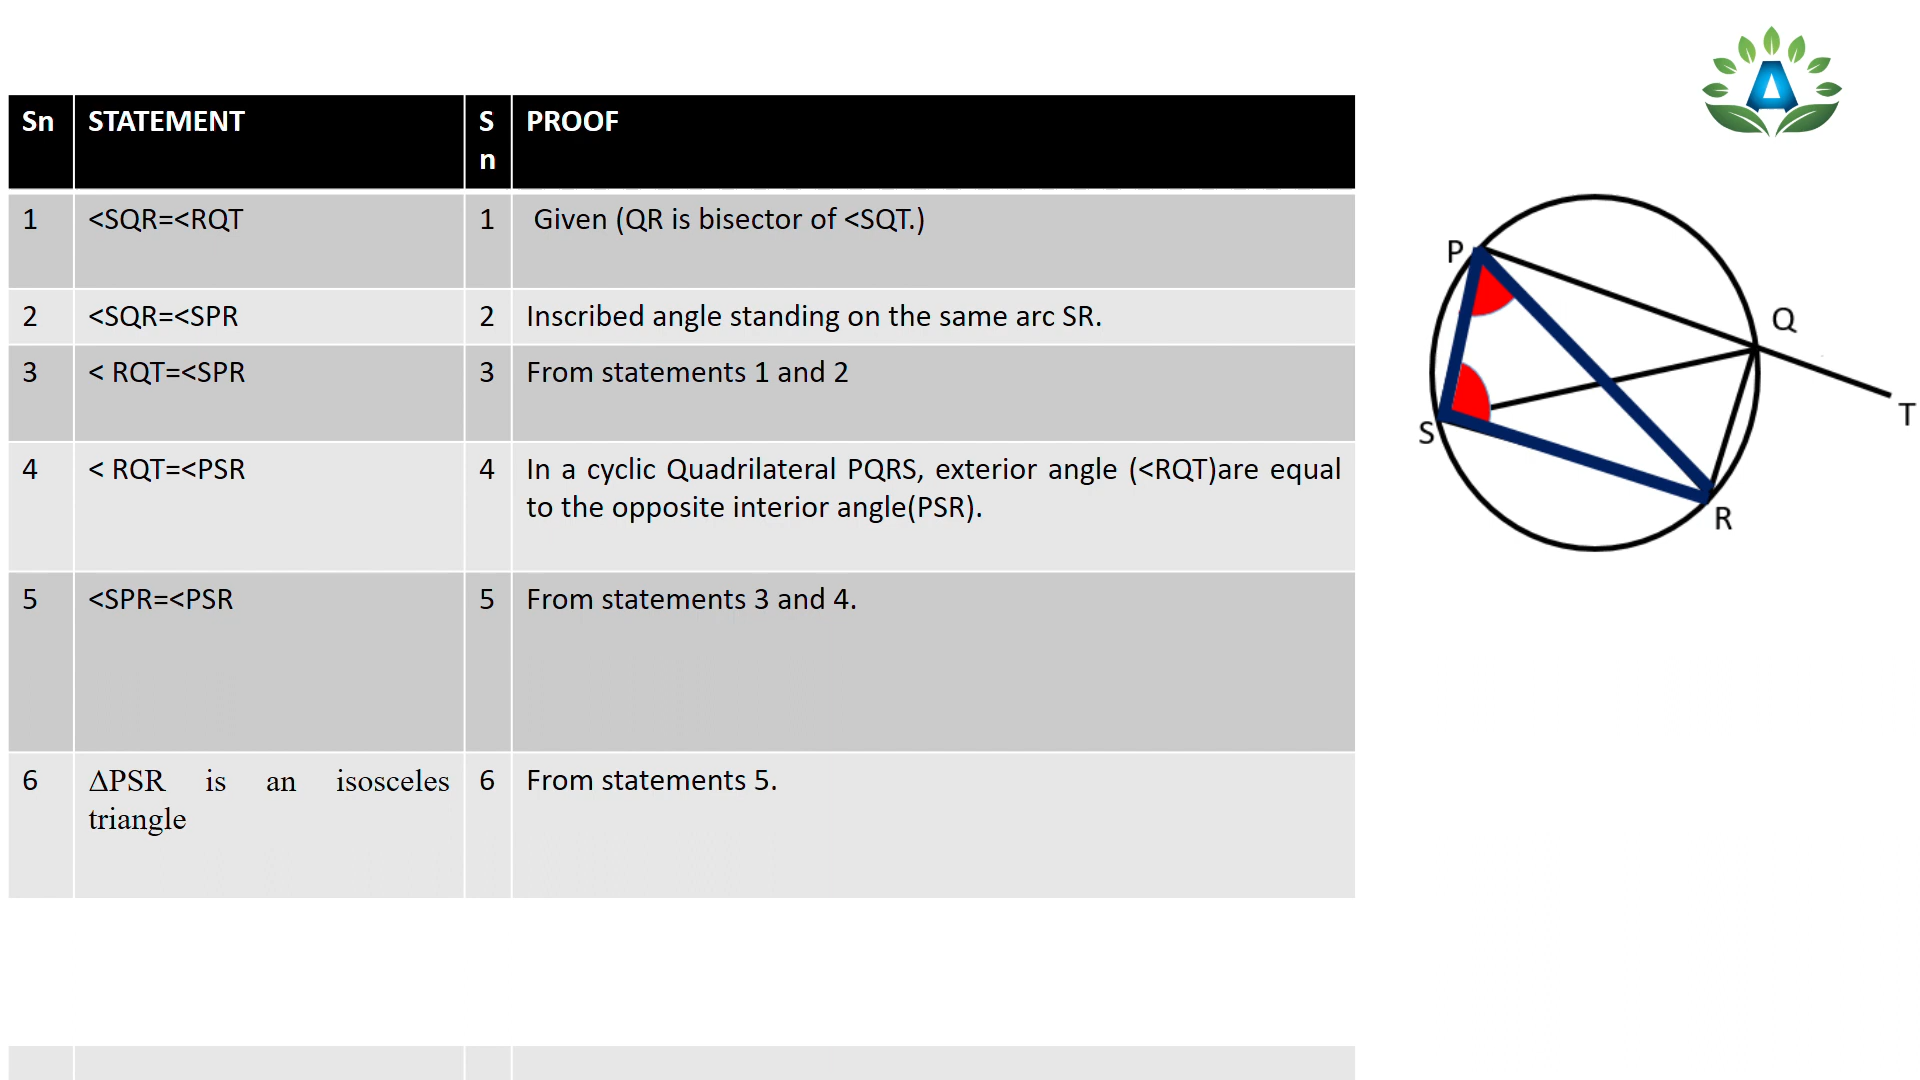 Sn STATEMENT Sn PROOF
1 <SQR=<RQT 1 Given (QR is bisector of <SQT.)
2 <SQR=<SPR 2 Inscribed angle standing on the same arc SR.
3 < RQT=<SPR 3 From statements 1 and 2
4 < RQT=<PSR 4 In a cyclic Quadrilateral PQRS, exterior angle (<RQT)are equal
to the opposite interior angle(PSR).
5 <SPR=<PSR 5 From statements 3 and 4.
6 ΔPSR is an isosceles 6 From statements 5.
triangle
A
P
Q
T
S
R